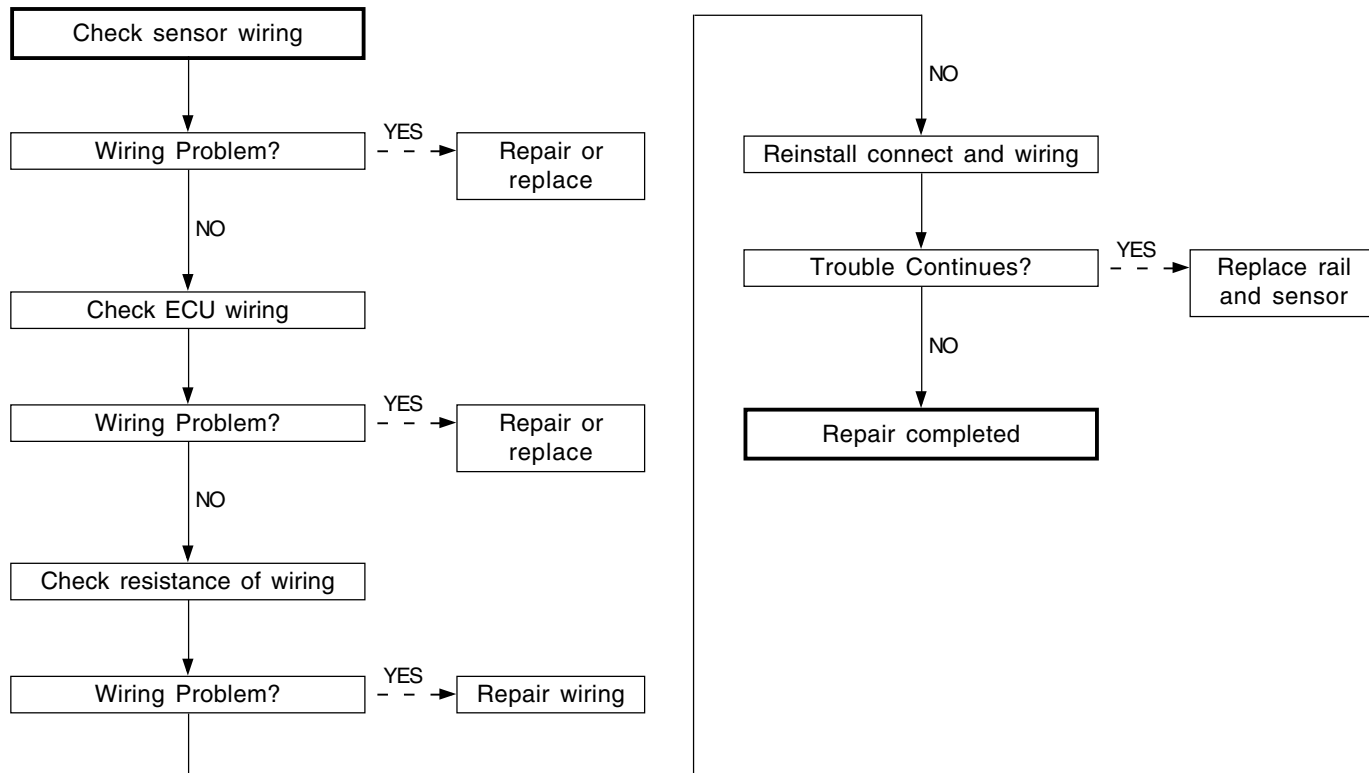 Check sensor wiring
Wiring Problem?
YES
Repair or
replace
NO
Check ECU wiring
Wiring Problem?
YES
Repair or
replace
NO
Check resistance of wiring
Wiring Problem?
YES
Repair wiring
NO
Reinstall connect and wiring
Trouble Continues?
YES
Replace rail
and sensor
NO
Repair completed